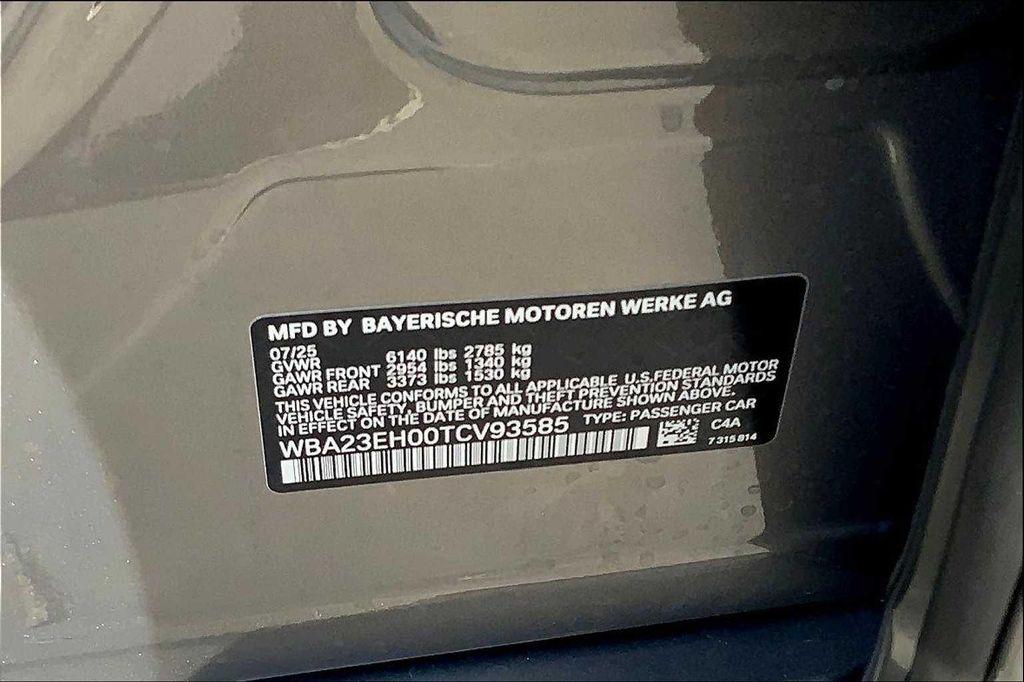 MFD BY BAYERISCHE MOTOREN WERKE AG
07/25
GVWR 6140 lbs 2785 kg
GAWR FRONT 2954 lbs 1340 kg
GAWR REAR 3373 lbs 1530 kg
THIS VEHICLE CONFORMS TO ALL APPLICABLE U.S.FEDERAL MOTOR
VEHICLE SAFETY, BUMPER AND THEFT PREVENTION STANDARDS
IN EFFECT ON THE DATE OF MANUFACTURE SHOWN ABOVE.
WBA23EH00TCV93585 TYPE: PASSENGER CAR
C4A
7 315 814